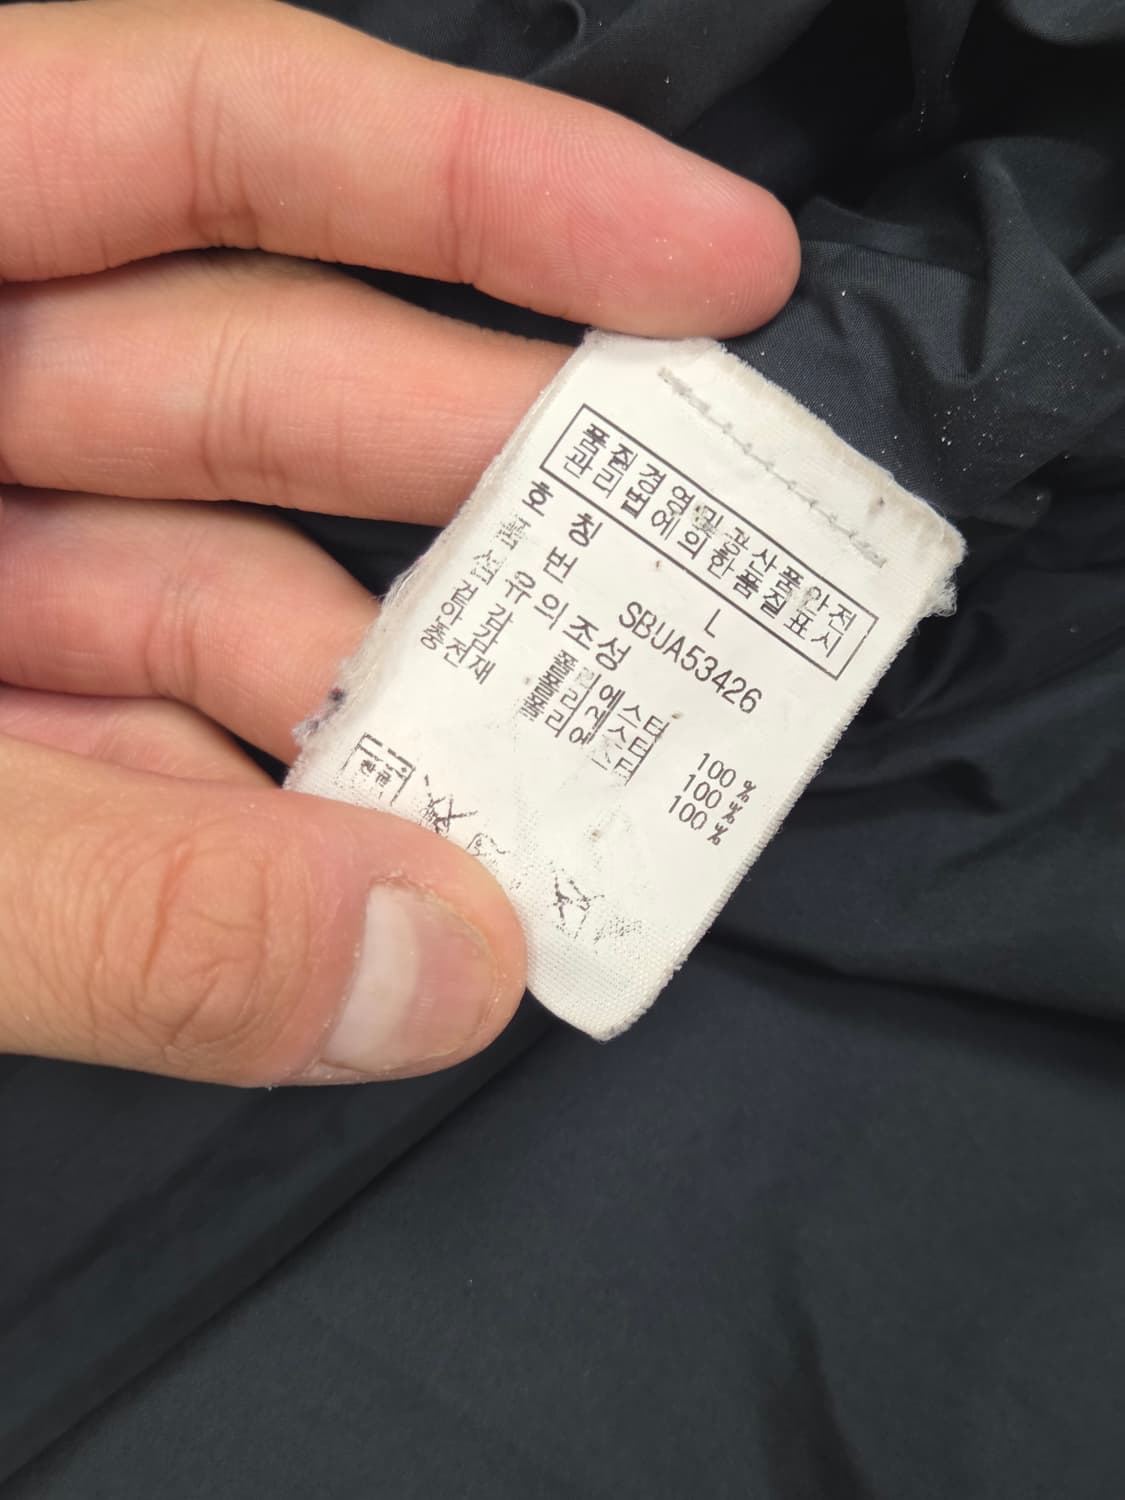 품질경영및공산품안전
관리법에의한품질표시
호 칭 L
품 번 SBUA53426
섬유의조성
겉감 폴리에스터 100 %
안감 폴리에스터 100 %
충전재 폴리에스터 100 %